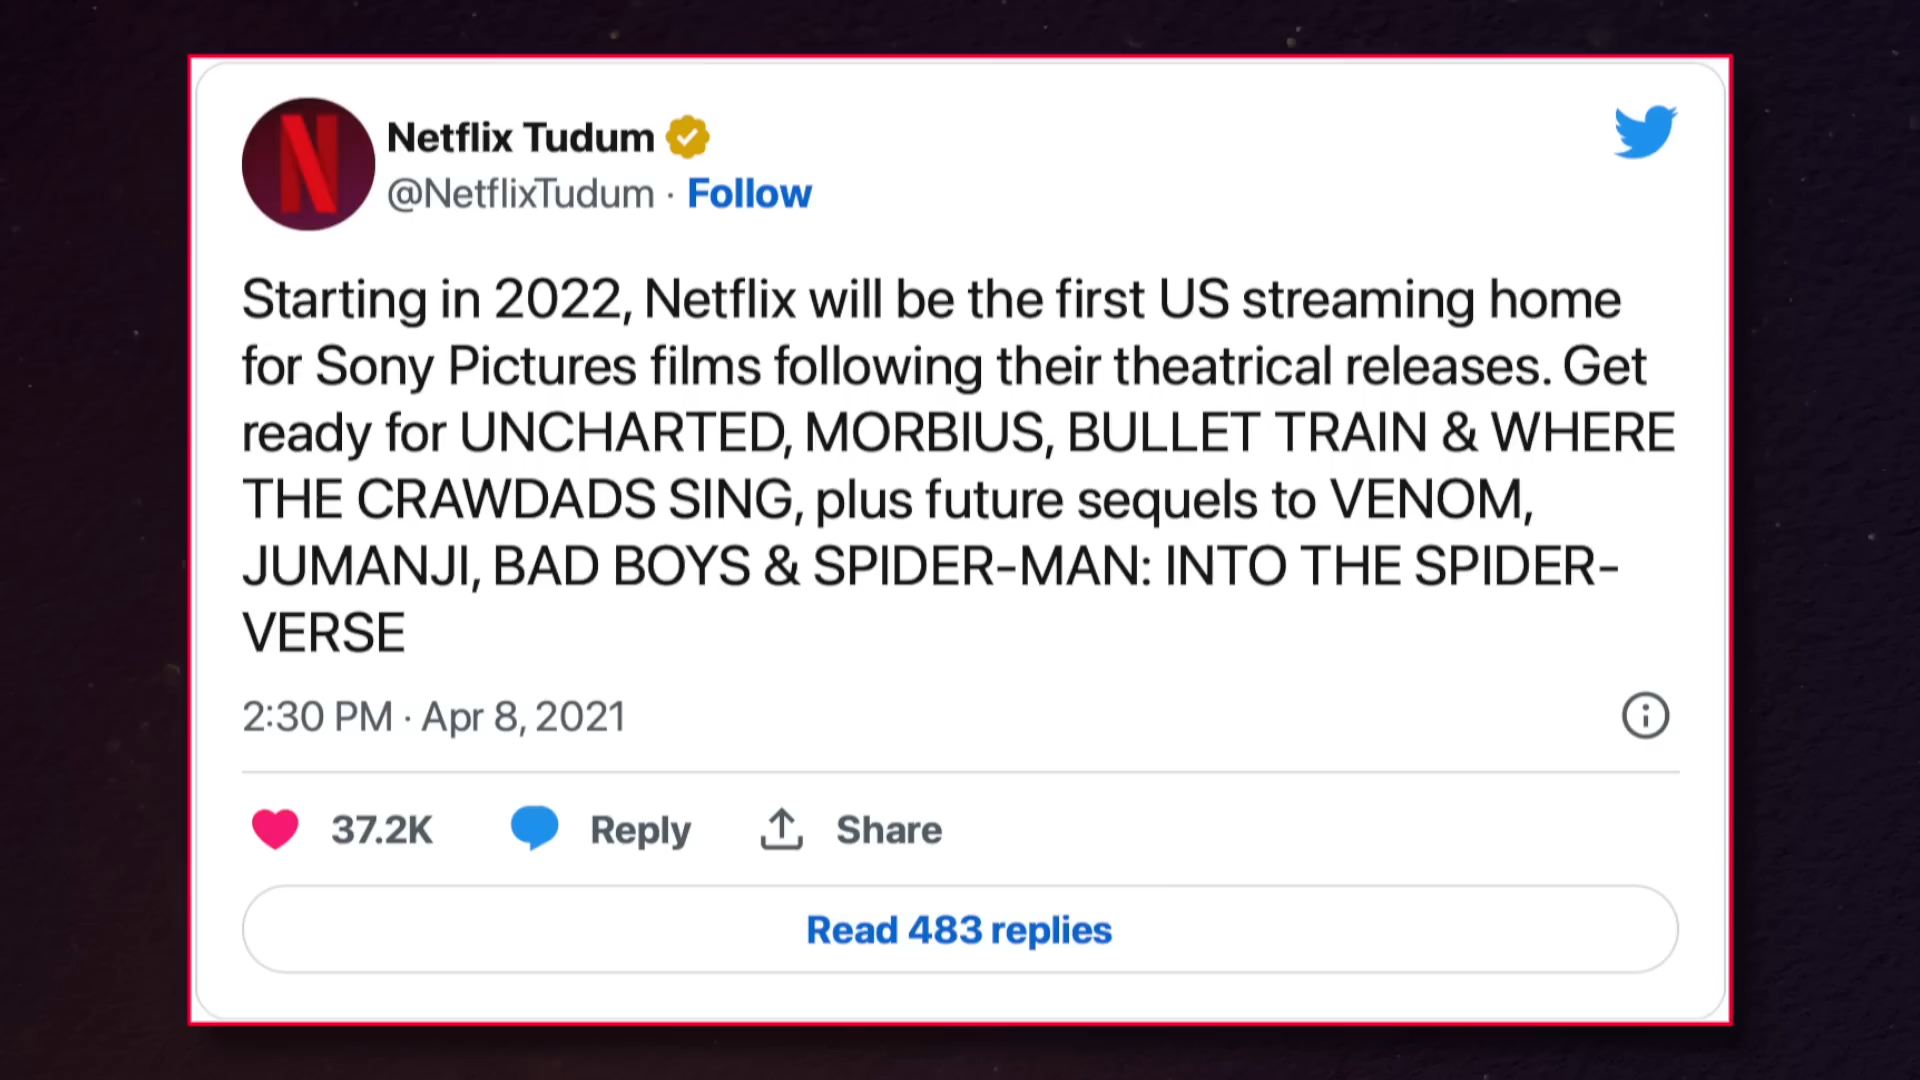 Netflix Tudum
@NetflixTudum · Follow
Starting in 2022, Netflix will be the first US streaming home
for Sony Pictures films following their theatrical releases. Get
ready for UNCHARTED, MORBIUS, BULLET TRAIN & WHERE
THE CRAWDADS SING, plus future sequels to VENOM,
JUMANJI, BAD BOYS & SPIDER-MAN: INTO THE SPIDER-
VERSE
2:30 PM · Apr 8, 2021
37.2K Reply Share
Read 483 replies